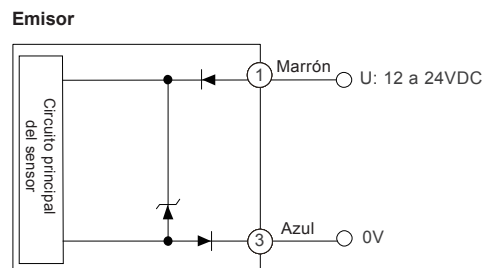 Emisor
Circuito principal
del sensor
1
Marrón
U: 12 a 24VDC
3
Azul
0V